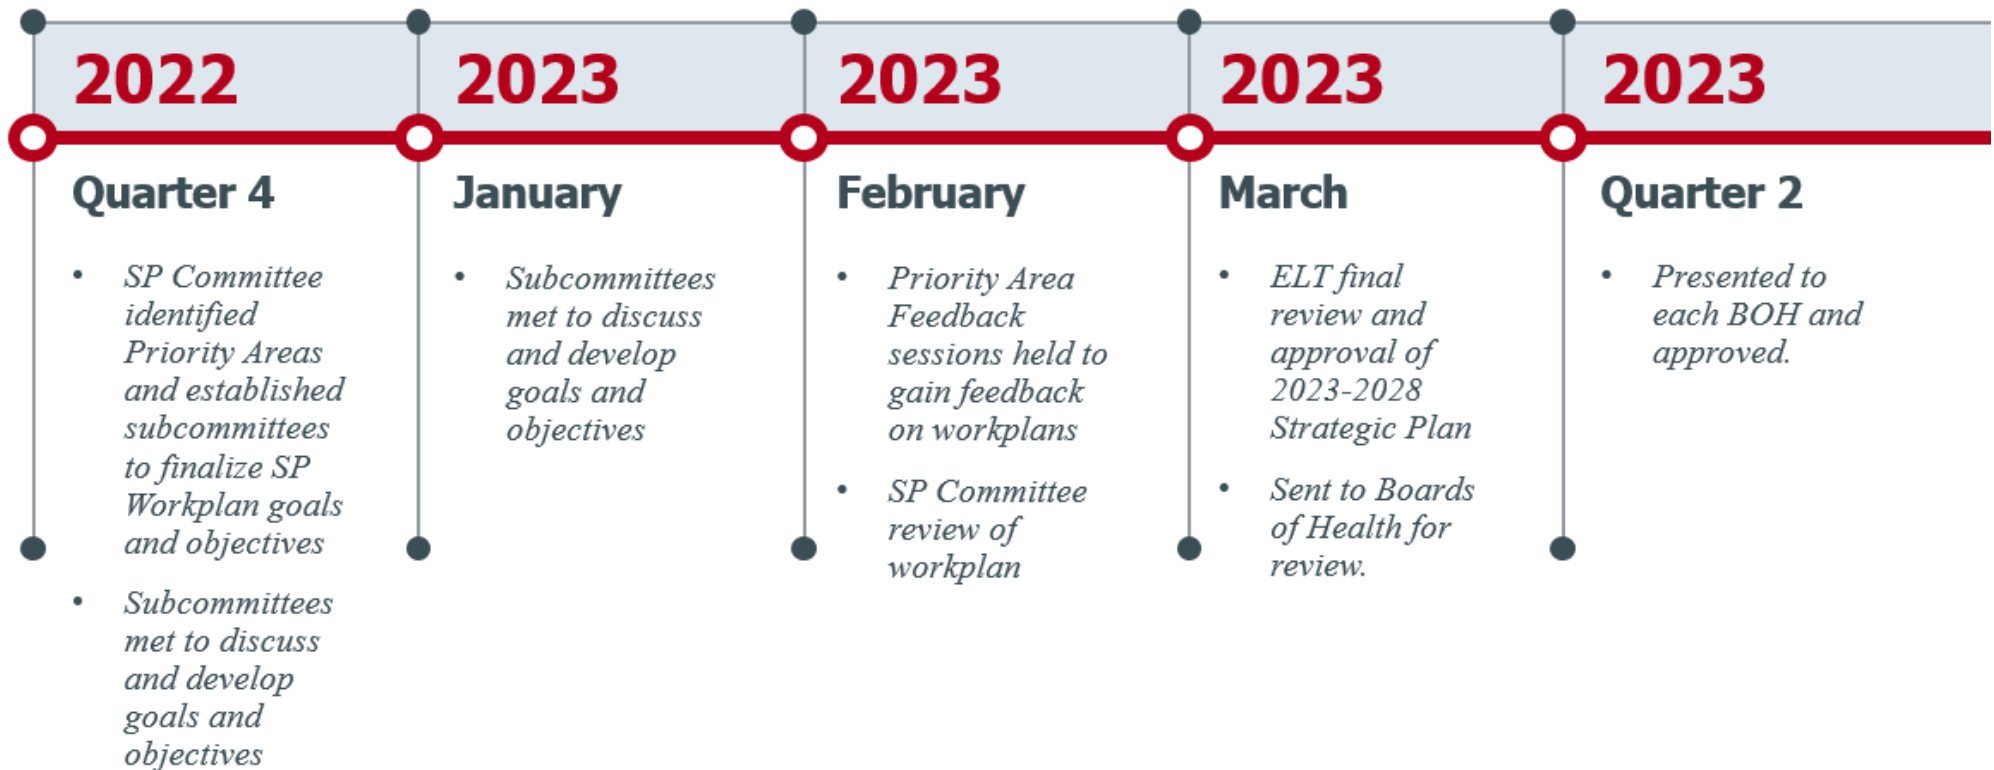 2022
Quarter 4
• SP Committee
identified
Priority Areas
and established
subcommittees
to finalize SP
Workplan goals
and objectives
• Subcommittees
met to discuss
and develop
goals and
objectives
2023
January
• Subcommittees
met to discuss
and develop
goals and
objectives
2023
February
• Priority Area
Feedback
sessions held to
gain feedback
on workplans
• SP Committee
review of
workplan
2023
March
• ELT final
review and
approval of
2023-2028
Strategic Plan
• Sent to Boards
of Health for
review.
2023
Quarter 2
• Presented to
each BOH and
approved.